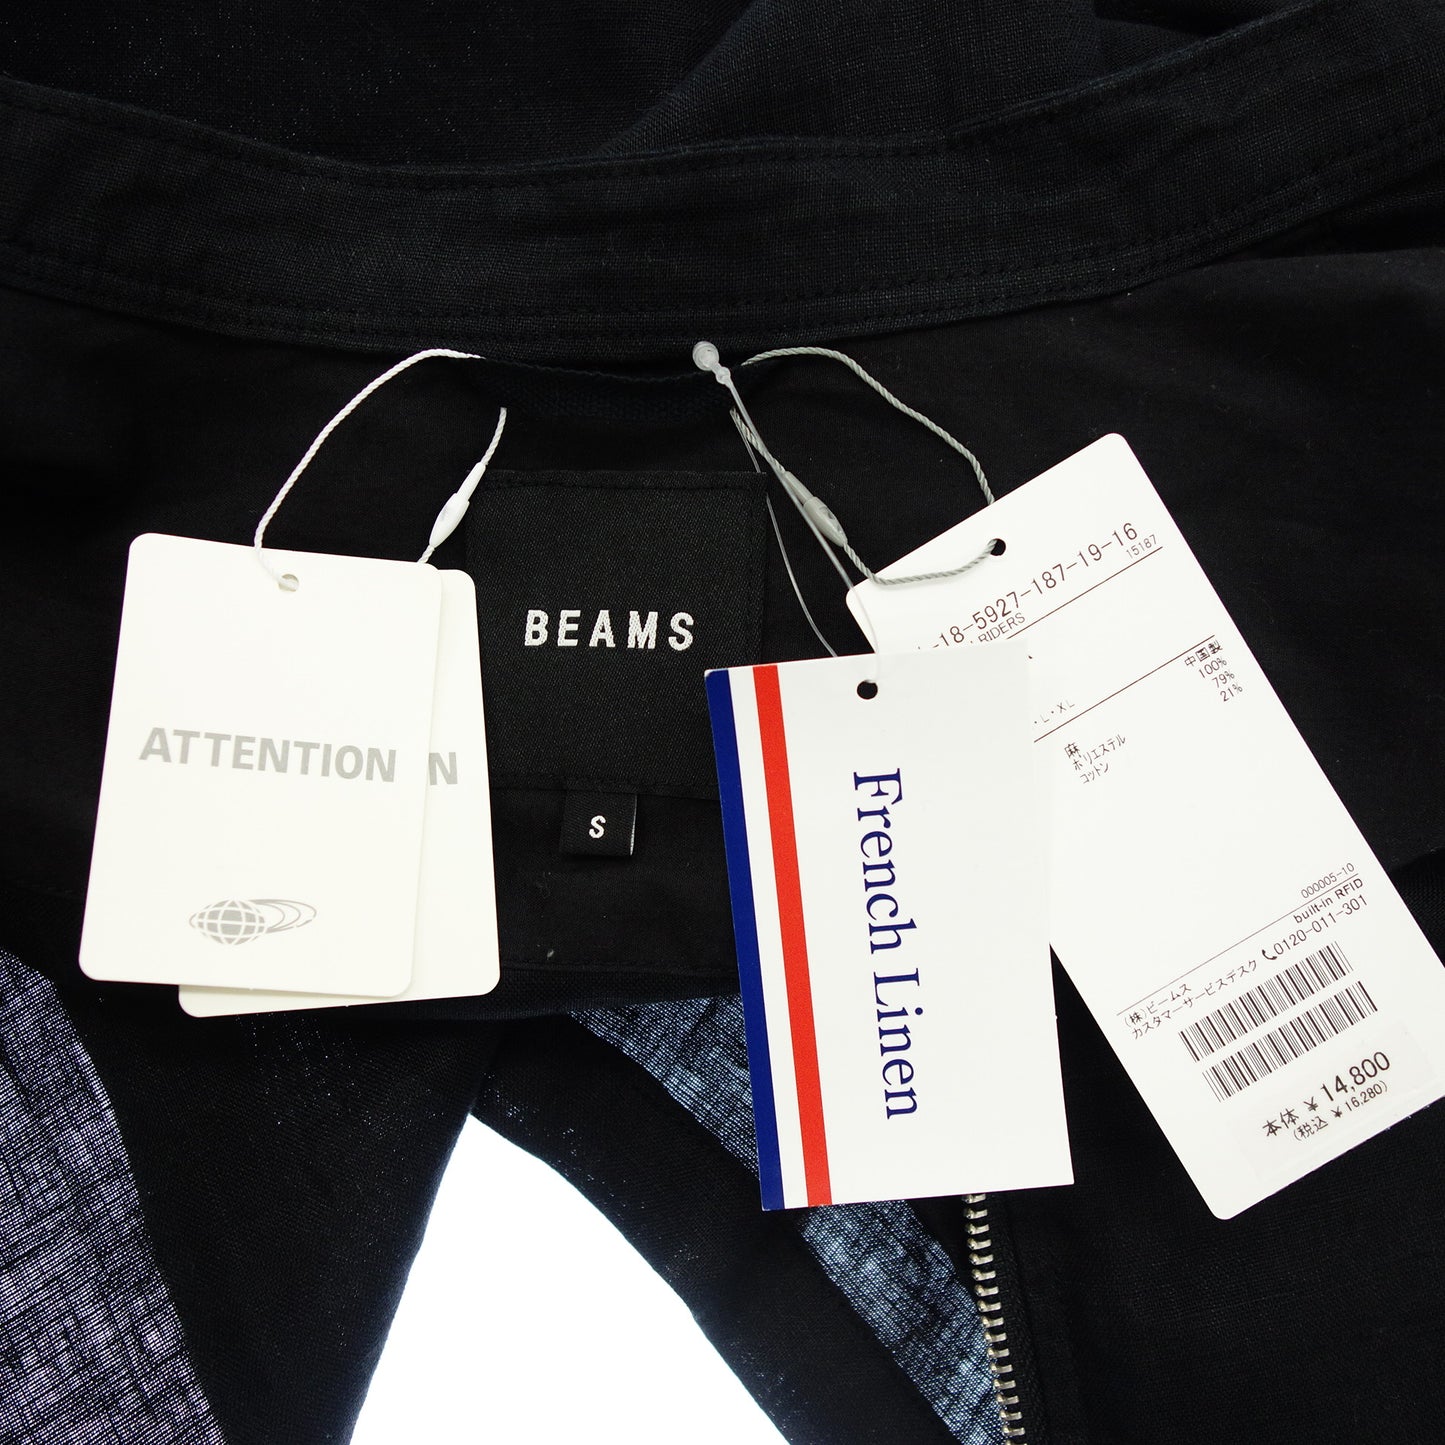 ATTENTION
N
BEAMS
S
French Linen
-18-5927-187-19-16
15187
RIDERS
中国製
100%
79%
21%
・L・XL
麻
ポリエステル
コットン
000005-10
built-in RFID
(株)ビームス
カスタマーサービスデスク 0120-011-301
本体 ¥14,800
(税込 ¥16,280)